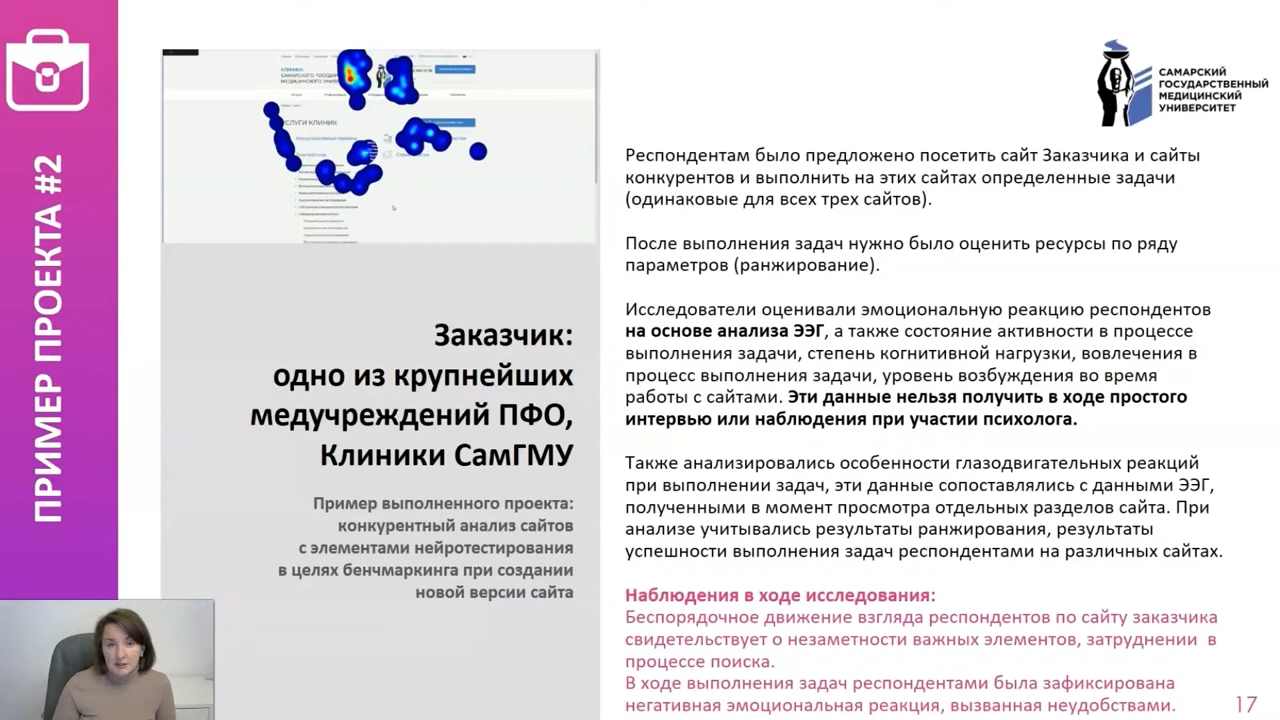 ПРИМЕР ПРОЕКТА #2
УСЛУГИ КЛИНИК
Заказчик:
одно из крупнейших
медучреждений ПФО,
Клиники СамГМУ
Пример выполненного проекта:
конкурентный анализ сайтов
с элементами нейротестирования
в целях бенчмаркинга при создании
новой версии сайта
САМАРСКИЙ
ГОСУДАРСТВЕННЫЙ
МЕДИЦИНСКИЙ
УНИВЕРСИТЕТ
Респондентам было предложено посетить сайт Заказчика и сайты
конкурентов и выполнить на этих сайтах определенные задачи
(одинаковые для всех трех сайтов).
После выполнения задач нужно было оценить ресурсы по ряду
параметров (ранжирование).
Исследователи оценивали эмоциональную реакцию респондентов
на основе анализа ЭЭГ, а также состояние активности в процессе
выполнения задачи, степень когнитивной нагрузки, вовлечения в
процесс выполнения задачи, уровень возбуждения во время
работы с сайтами. Эти данные нельзя получить в ходе простого
интервью или наблюдения при участии психолога.
Также анализировались особенности глазодвигательных реакций
при выполнении задач, эти данные сопоставлялись с данными ЭЭГ,
полученными в момент просмотра отдельных разделов сайта. При
анализе учитывались результаты ранжирования, результаты
успешности выполнения задач респондентами на различных сайтах.
Наблюдения в ходе исследования:
Беспорядочное движение взгляда респондентов по сайту заказчика
свидетельствует о незаметности важных элементов, затруднении в
процессе поиска.
В ходе выполнения задач респондентами была зафиксирована
негативная эмоциональная реакция, вызванная неудобствами.
17